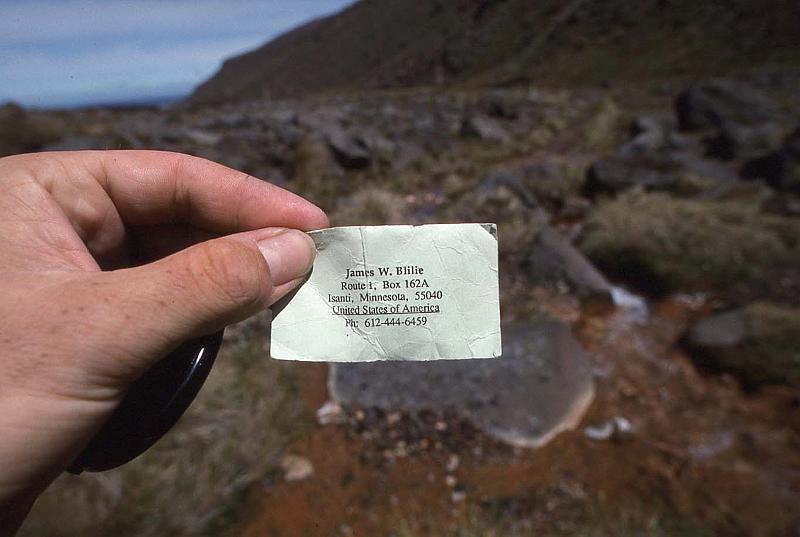 James W. Blilie
Route 1, Box 162A
Isanti, Minnesota, 55040
United States of America
Ph: 612-444-6459